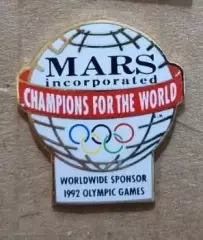 MARS
incorporated
CHAMPIONS FOR THE WORLD
WORLDWIDE SPONSOR
1992 OLYMPIC GAMES